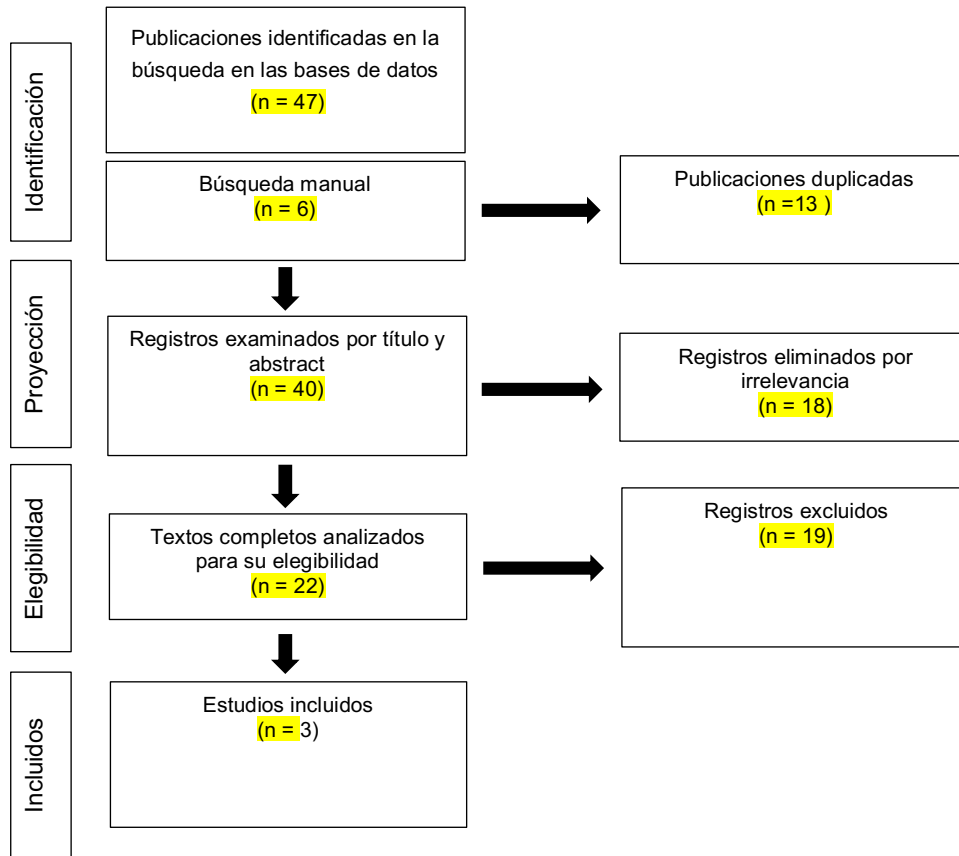 Identificación
Publicaciones identificadas en la
búsqueda en las bases de datos
(n = 47)
Búsqueda manual
(n = 6)
Publicaciones duplicadas
(n =13 )
Proyección
Registros examinados por título y
abstract
(n = 40)
Registros eliminados por
irrelevancia
(n = 18)
Elegibilidad
Textos completos analizados
para su elegibilidad
(n = 22)
Registros excluidos
(n = 19)
Incluidos
Estudios incluidos
(n = 3)